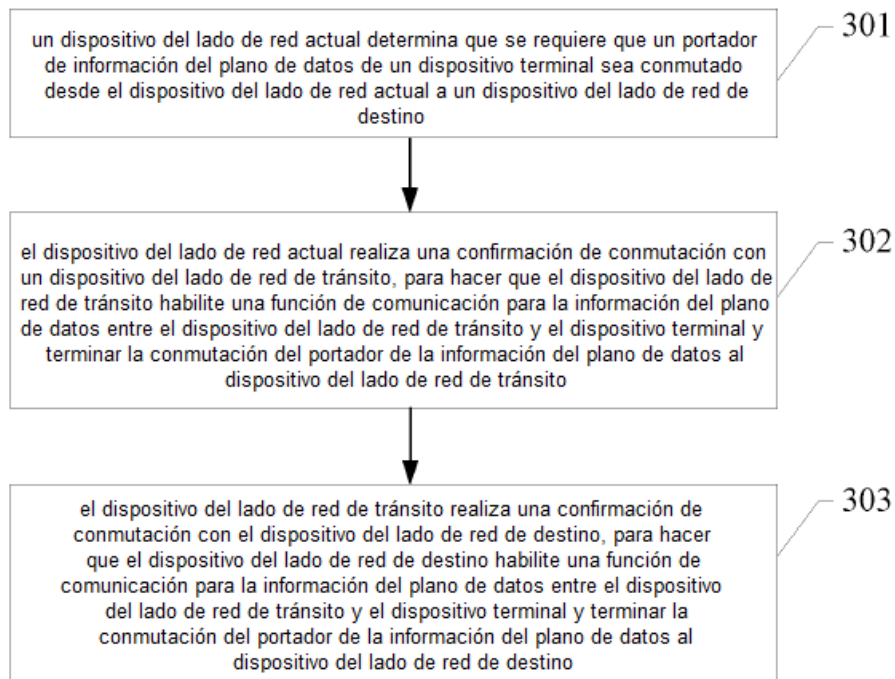 un dispositivo del lado de red actual determina que se requiere que un portador
de información del plano de datos de un dispositivo terminal sea conmutado
desde el dispositivo del lado de red actual a un dispositivo del lado de red de
destino
301
el dispositivo del lado de red actual realiza una confirmación de conmutación con
un dispositivo del lado de red de tránsito, para hacer que el dispositivo del lado de
red de tránsito habilite una función de comunicación para la información del plano
de datos entre el dispositivo del lado de red de tránsito y el dispositivo terminal y
terminar la conmutación del portador de la información del plano de datos al
dispositivo del lado de red de tránsito
302
el dispositivo del lado de red de tránsito realiza una confirmación de
conmutación con el dispositivo del lado de red de destino, para hacer
que el dispositivo del lado de red de destino habilite una función de
comunicación para la información del plano de datos entre el dispositivo
del lado de red de tránsito y el dispositivo terminal y terminar la
conmutación del portador de la información del plano de datos al
dispositivo del lado de red de destino
303